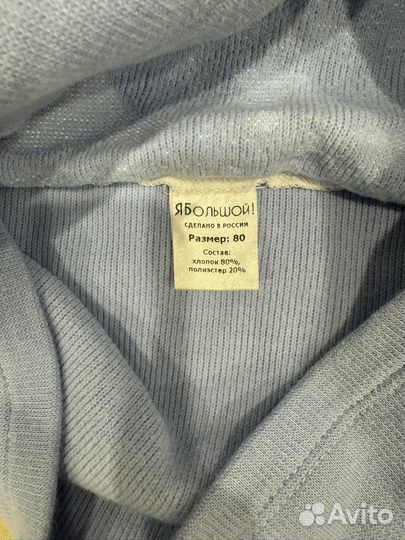 ЯБольшой!
СДЕЛАНО В РОССИИ
Размер: 80
Состав:
хлопок 80%,
полиэстер 20%
Avito